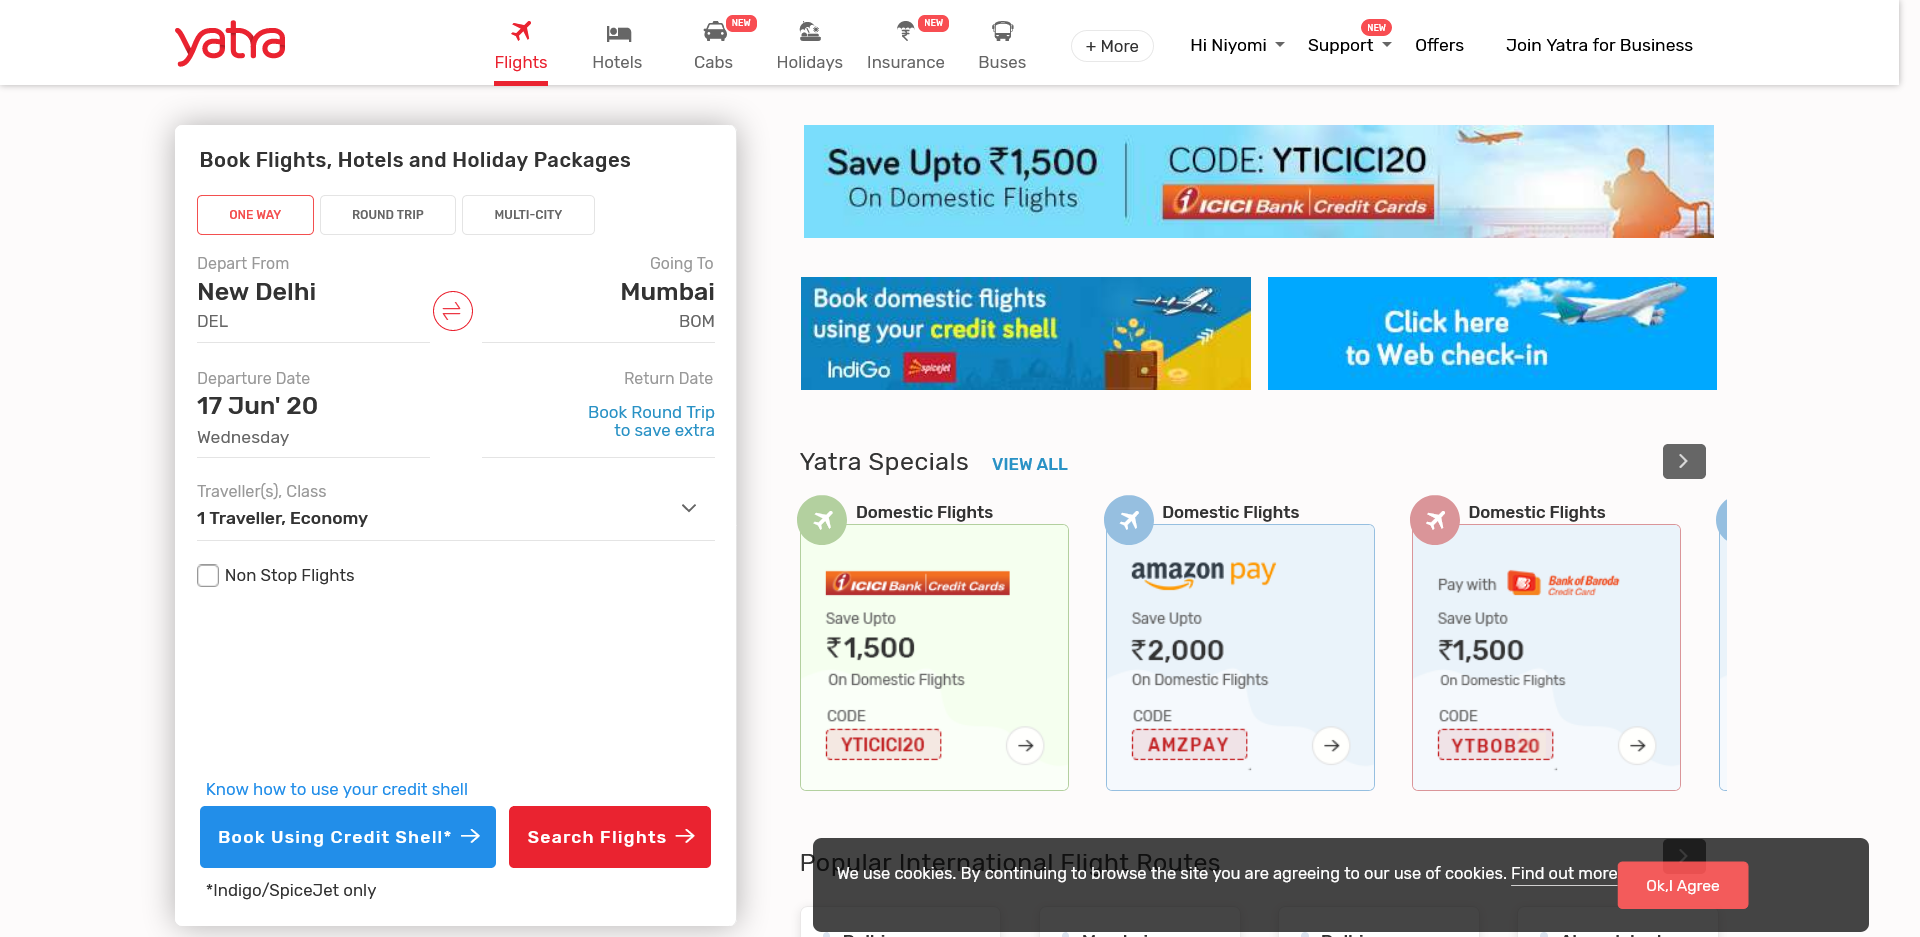 yatra
Flights
Hotels
NEW
Cabs
Holidays
NEW
Insurance
Buses
+ More
Hi Niyomi
NEW
Support
Offers
Join Yatra for Business
Book Flights, Hotels and Holiday Packages
ONE WAY
ROUND TRIP
MULTI-CITY
Depart From
Going To
New Delhi
Mumbai
DEL
BOM
Departure Date
Return Date
17 Jun' 20
Book Round Trip
to save extra
Wednesday
Traveller(s), Class
1 Traveller, Economy
Non Stop Flights
Know how to use your credit shell
Book Using Credit Shell*
Search Flights
*Indigo/SpiceJet only
Save Upto ₹1,500
On Domestic Flights
CODE: YTICICI20
ICICI Bank Credit Cards
Book domestic flights
using your credit shell
IndiGo
spicejet
Click here
to Web check-in
Yatra Specials
VIEW ALL
Domestic Flights
ICICI Bank Credit Cards
Save Upto
₹1,500
On Domestic Flights
CODE
YTICICI20
Domestic Flights
amazon pay
Save Upto
₹2,000
On Domestic Flights
CODE
AMZPAY
Domestic Flights
Pay with
Bank of Baroda
Credit Card
Save Upto
₹1,500
On Domestic Flights
CODE
YTBOB20
Popular International Flight Routes
We use cookies. By continuing to browse the site you are agreeing to our use of cookies. Find out more
Ok,I Agree